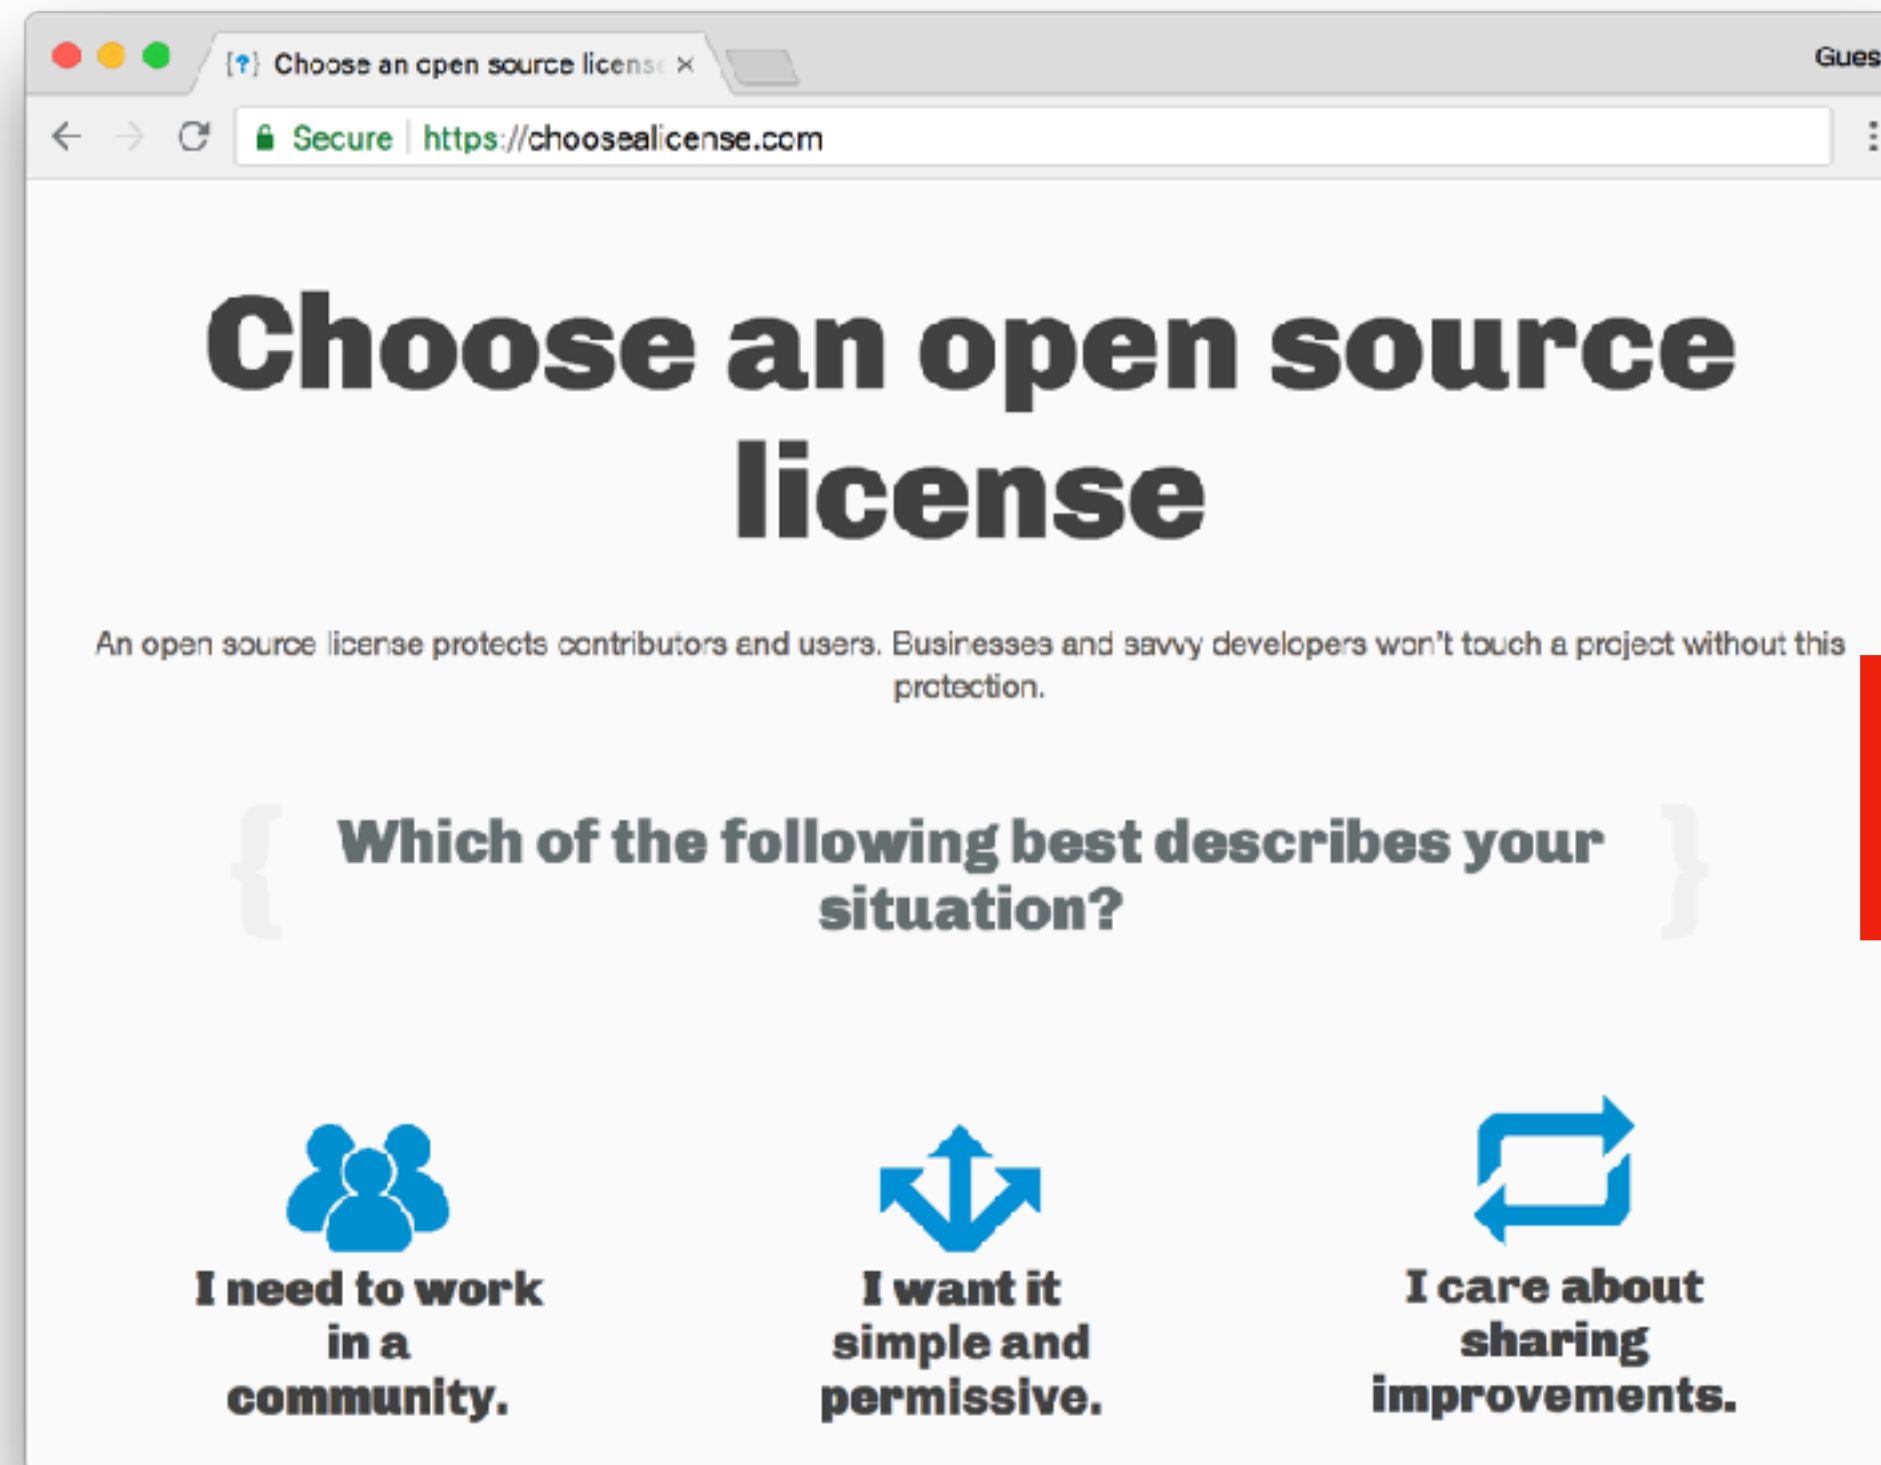 {?} Choose an open source license ×
Gues
Secure | https://choosealicense.com
Choose an open source
license
An open source license protects contributors and users. Businesses and savvy developers won't touch a project without this
protection.
{ Which of the following best describes your }
situation?
I need to work
in a
community.
I want it
simple and
permissive.
I care about
sharing
improvements.